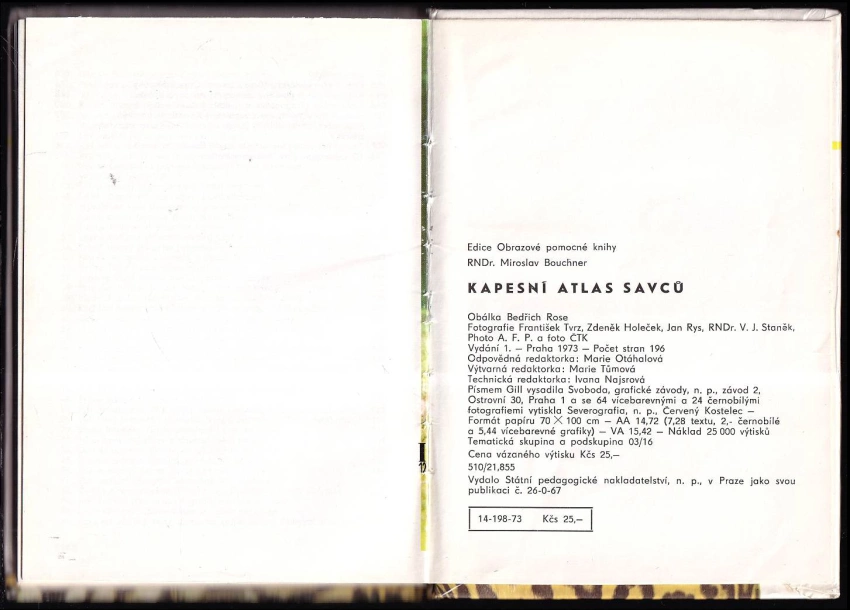 Edice Obrazové pomocné knihy
RNDr. Miroslav Bouchner
KAPESNÍ ATLAS SAVCŮ
Obálka Bedřich Rose
Fotografie František Tvrz, Zdeněk Holeček, Jan Rys, RNDr. V. J. Staněk,
Photo A. F. P. a foto ČTK
Vydání 1. – Praha 1973 – Počet stran 196
Odpovědná redaktorka: Marie Otáhalová
Výtvarná redaktorka: Marie Tůmová
Technická redaktorka: Ivana Najsrová
Písmem Gill vysadila Svoboda, grafické závody, n. p., závod 2,
Ostrovní 30, Praha 1 a se 64 vícebarevnými a 24 černobílými
fotografiemi vytiskla Severografia, n. p., Červený Kostelec –
Formát papíru 70 × 100 cm – AA 14,72 (7,28 textu, 2,- černobílé
a 5,44 vícebarevné grafiky) – VA 15,42 – Náklad 25 000 výtisků
Tematická skupina a podskupina 03/16
Cena vázaného výtisku Kčs 25,–
510/21,855
Vydalo Státní pedagogické nakladatelství, n. p., v Praze jako svou
publikaci č. 26-0-67
14-198-73 Kčs 25,–